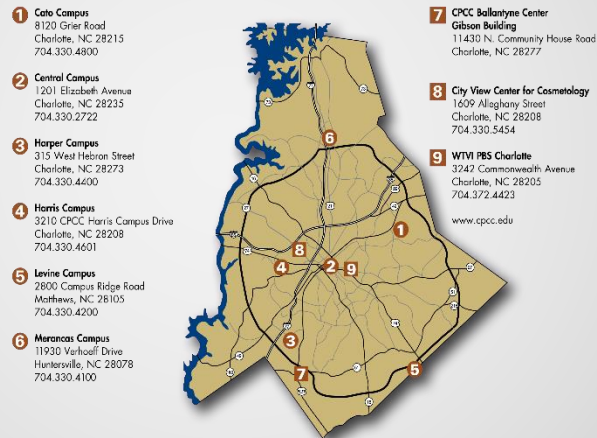 1 Cato Campus
8120 Grier Road
Charlotte, NC 28215
704.330.4800
2 Central Campus
1201 Elizabeth Avenue
Charlotte, NC 28235
704.330.2722
3 Harper Campus
315 West Hebron Street
Charlotte, NC 28273
704.330.4400
4 Harris Campus
3210 CPCC Harris Campus Drive
Charlotte, NC 28208
704.330.4601
5 Levine Campus
2800 Campus Ridge Road
Matthews, NC 28105
704.330.4200
6 Merancas Campus
11930 Verhoeff Drive
Huntersville, NC 28078
704.330.4100
7 CPCC Ballantyne Center
Gibson Building
11430 N. Community House Road
Charlotte, NC 28277
8 City View Center for Cosmetology
1609 Alleghany Street
Charlotte, NC 28208
704.330.5454
9 WTVI PBS Charlotte
3242 Commonwealth Avenue
Charlotte, NC 28205
704.372.4423
www.cpcc.edu
6
1
8
4
2
9
3
7
5